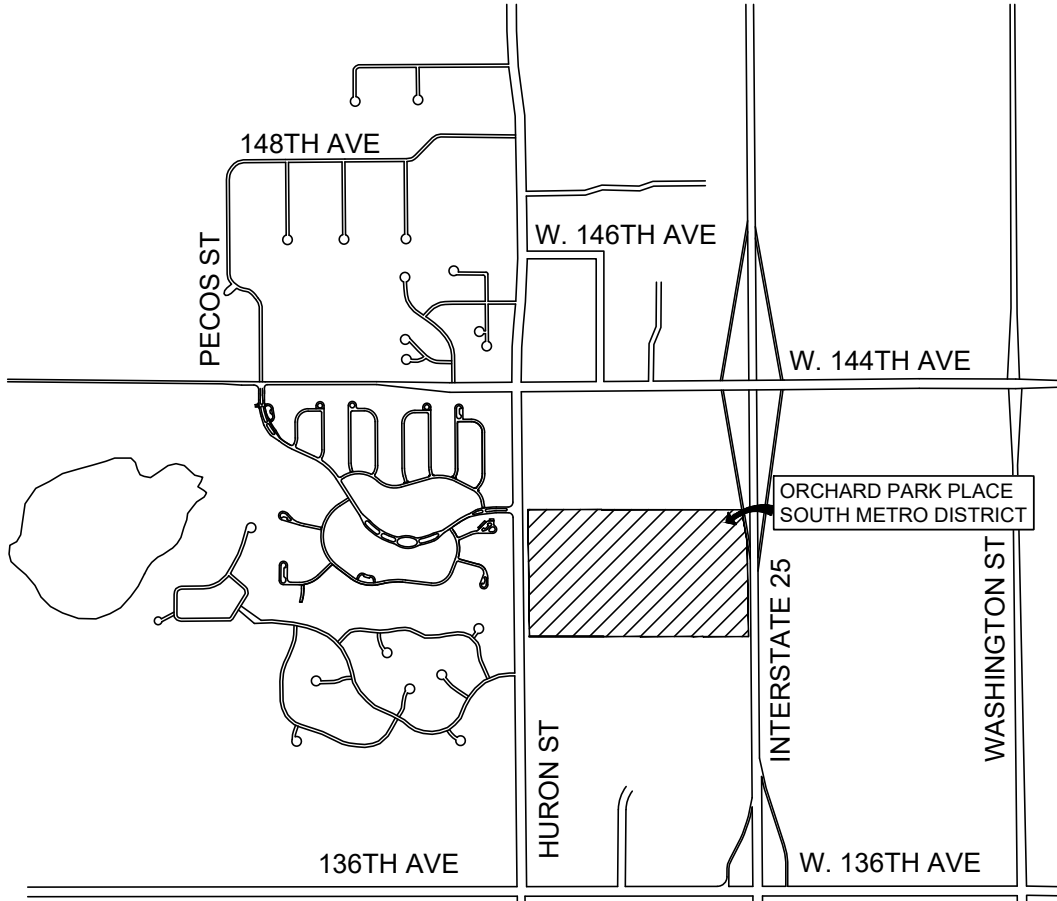 148TH AVE
W. 146TH AVE
PECOS ST
W. 144TH AVE
ORCHARD PARK PLACE
SOUTH METRO DISTRICT
INTERSTATE 25
WASHINGTON ST
HURON ST
136TH AVE
W. 136TH AVE